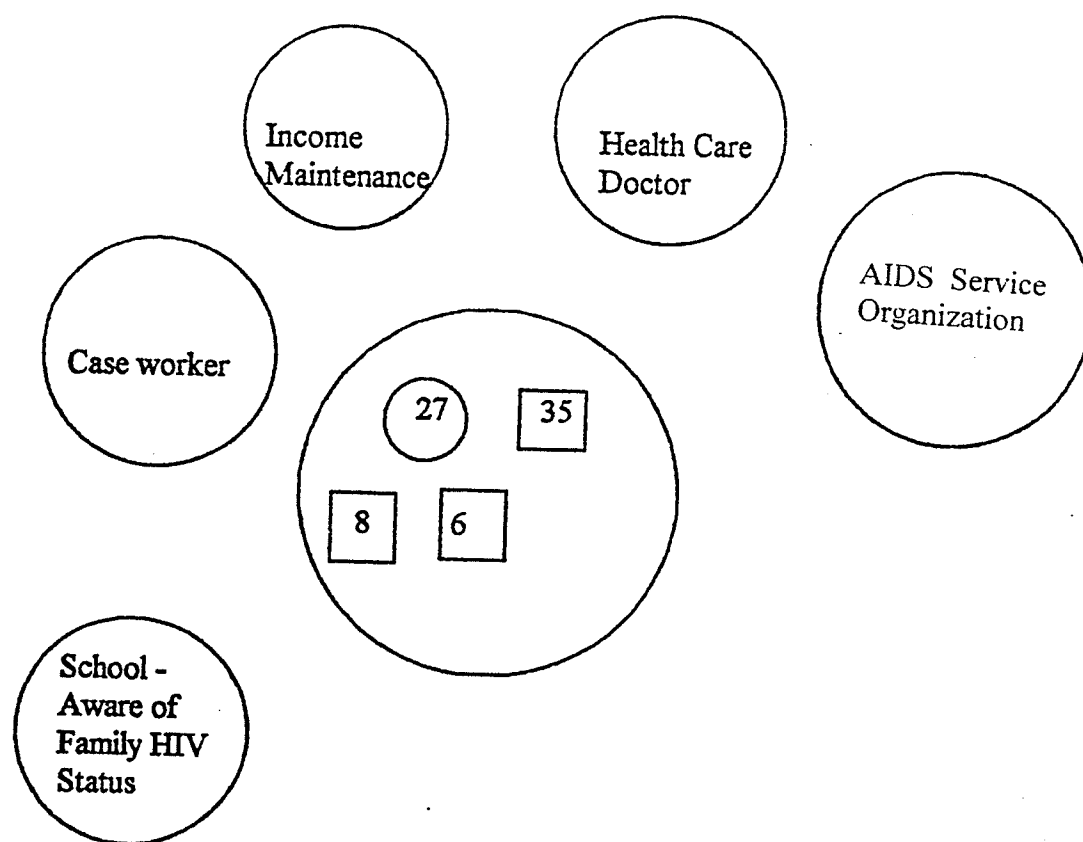 Income
Maintenance
Health Care
Doctor
AIDS Service
Organization
Case worker
27
35
8
6
School -
Aware of
Family HIV
Status